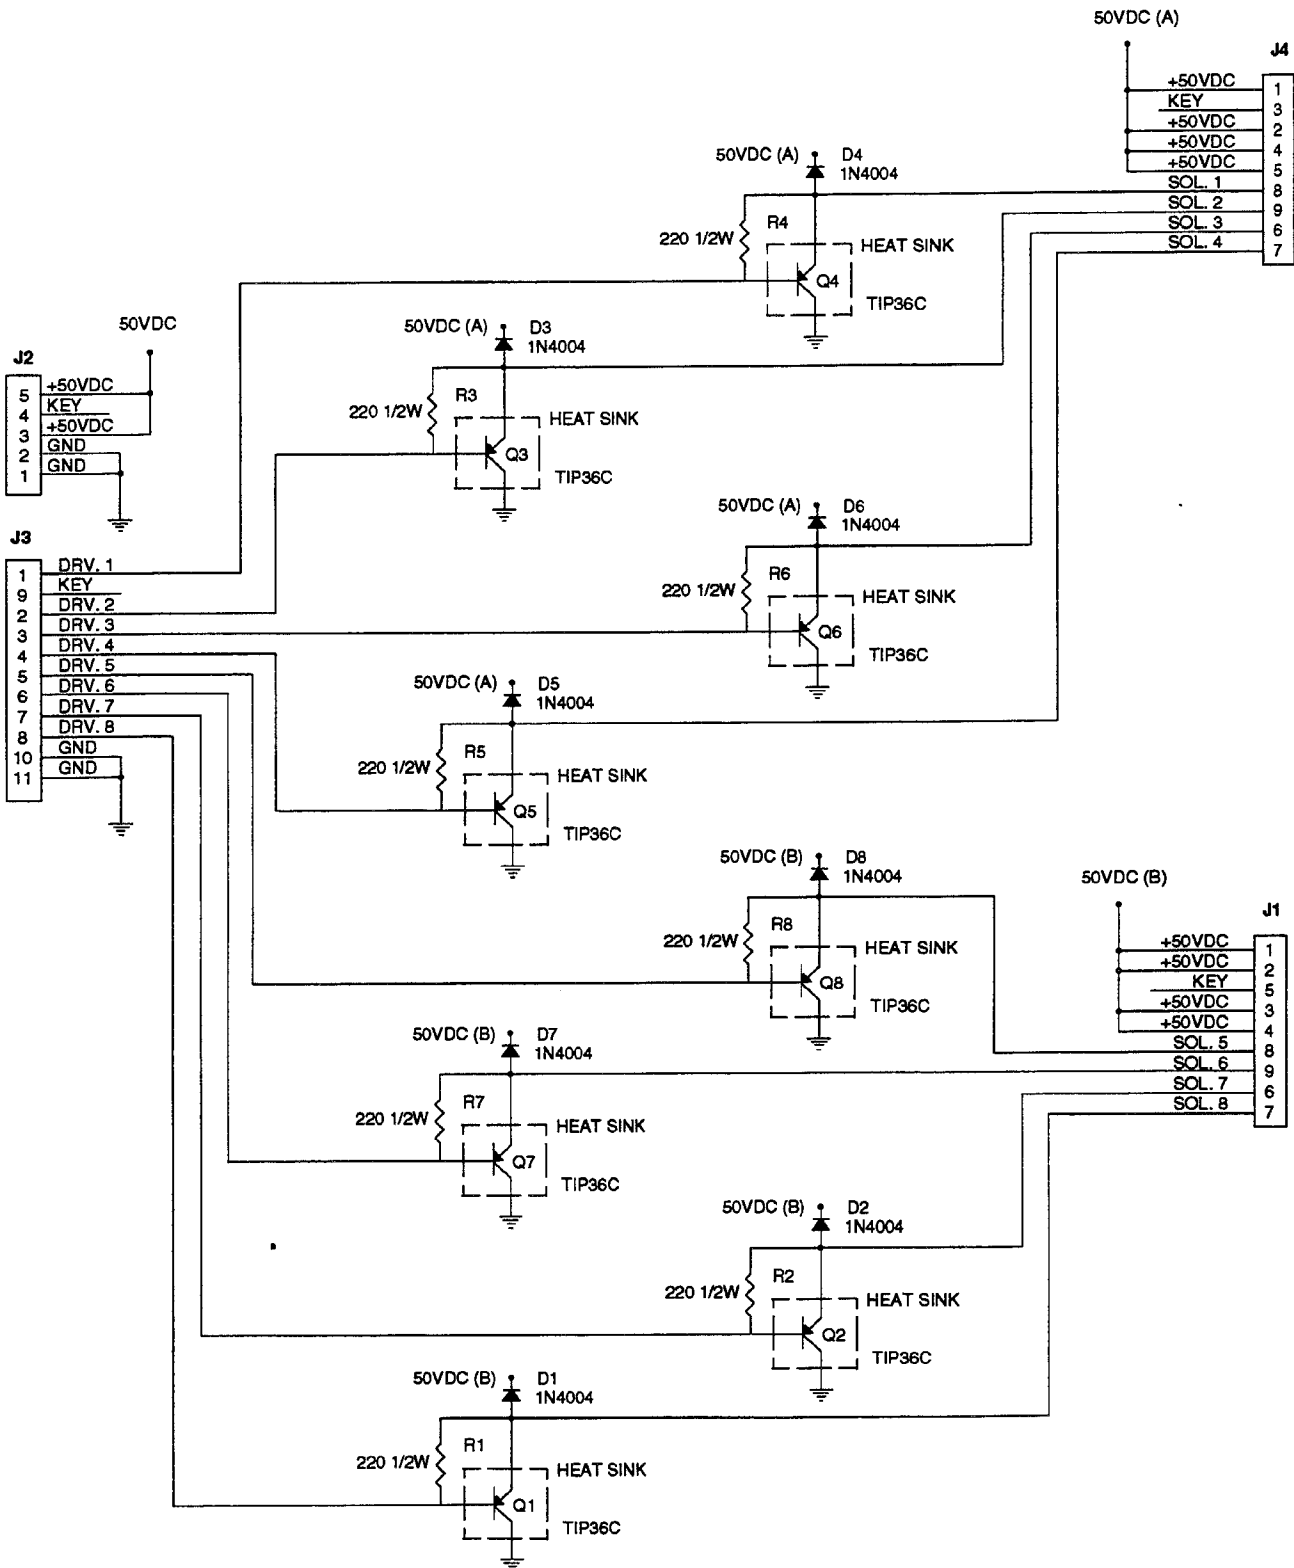 50VDC (A)
J4
+50VDC 1
KEY 3
+50VDC 2
+50VDC 4
+50VDC 5
SOL. 1 8
SOL. 2 9
SOL. 3 6
SOL. 4 7
50VDC (A) D4
1N4004
R4
220 1/2W
HEAT SINK
Q4
TIP36C
50VDC
J2
5 +50VDC
4 KEY
3 +50VDC
2 GND
1 GND
50VDC (A) D3
1N4004
R3
220 1/2W
HEAT SINK
Q3
TIP36C
J3
1 DRV. 1
9 KEY
2 DRV. 2
3 DRV. 3
4 DRV. 4
5 DRV. 5
6 DRV. 6
7 DRV. 7
8 DRV. 8
10 GND
11 GND
50VDC (A) D6
1N4004
R6
220 1/2W
HEAT SINK
Q6
TIP36C
50VDC (A) D5
1N4004
R5
220 1/2W
HEAT SINK
Q5
TIP36C
50VDC (B) D8
1N4004
R8
220 1/2W
HEAT SINK
Q8
TIP36C
50VDC (B)
J1
+50VDC 1
+50VDC 2
KEY 5
+50VDC 3
+50VDC 4
SOL. 5 8
SOL. 6 9
SOL. 7 6
SOL. 8 7
50VDC (B) D7
1N4004
R7
220 1/2W
HEAT SINK
Q7
TIP36C
50VDC (B) D2
1N4004
R2
220 1/2W
HEAT SINK
Q2
TIP36C
50VDC (B) D1
1N4004
R1
220 1/2W
HEAT SINK
Q1
TIP36C